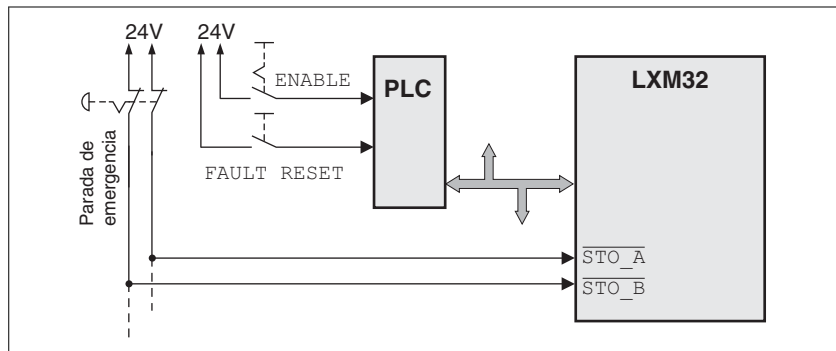 24V
24V
ENABLE
PLC
LXM32
FAULT RESET
Parada de
emergencia
STO_A
STO_B